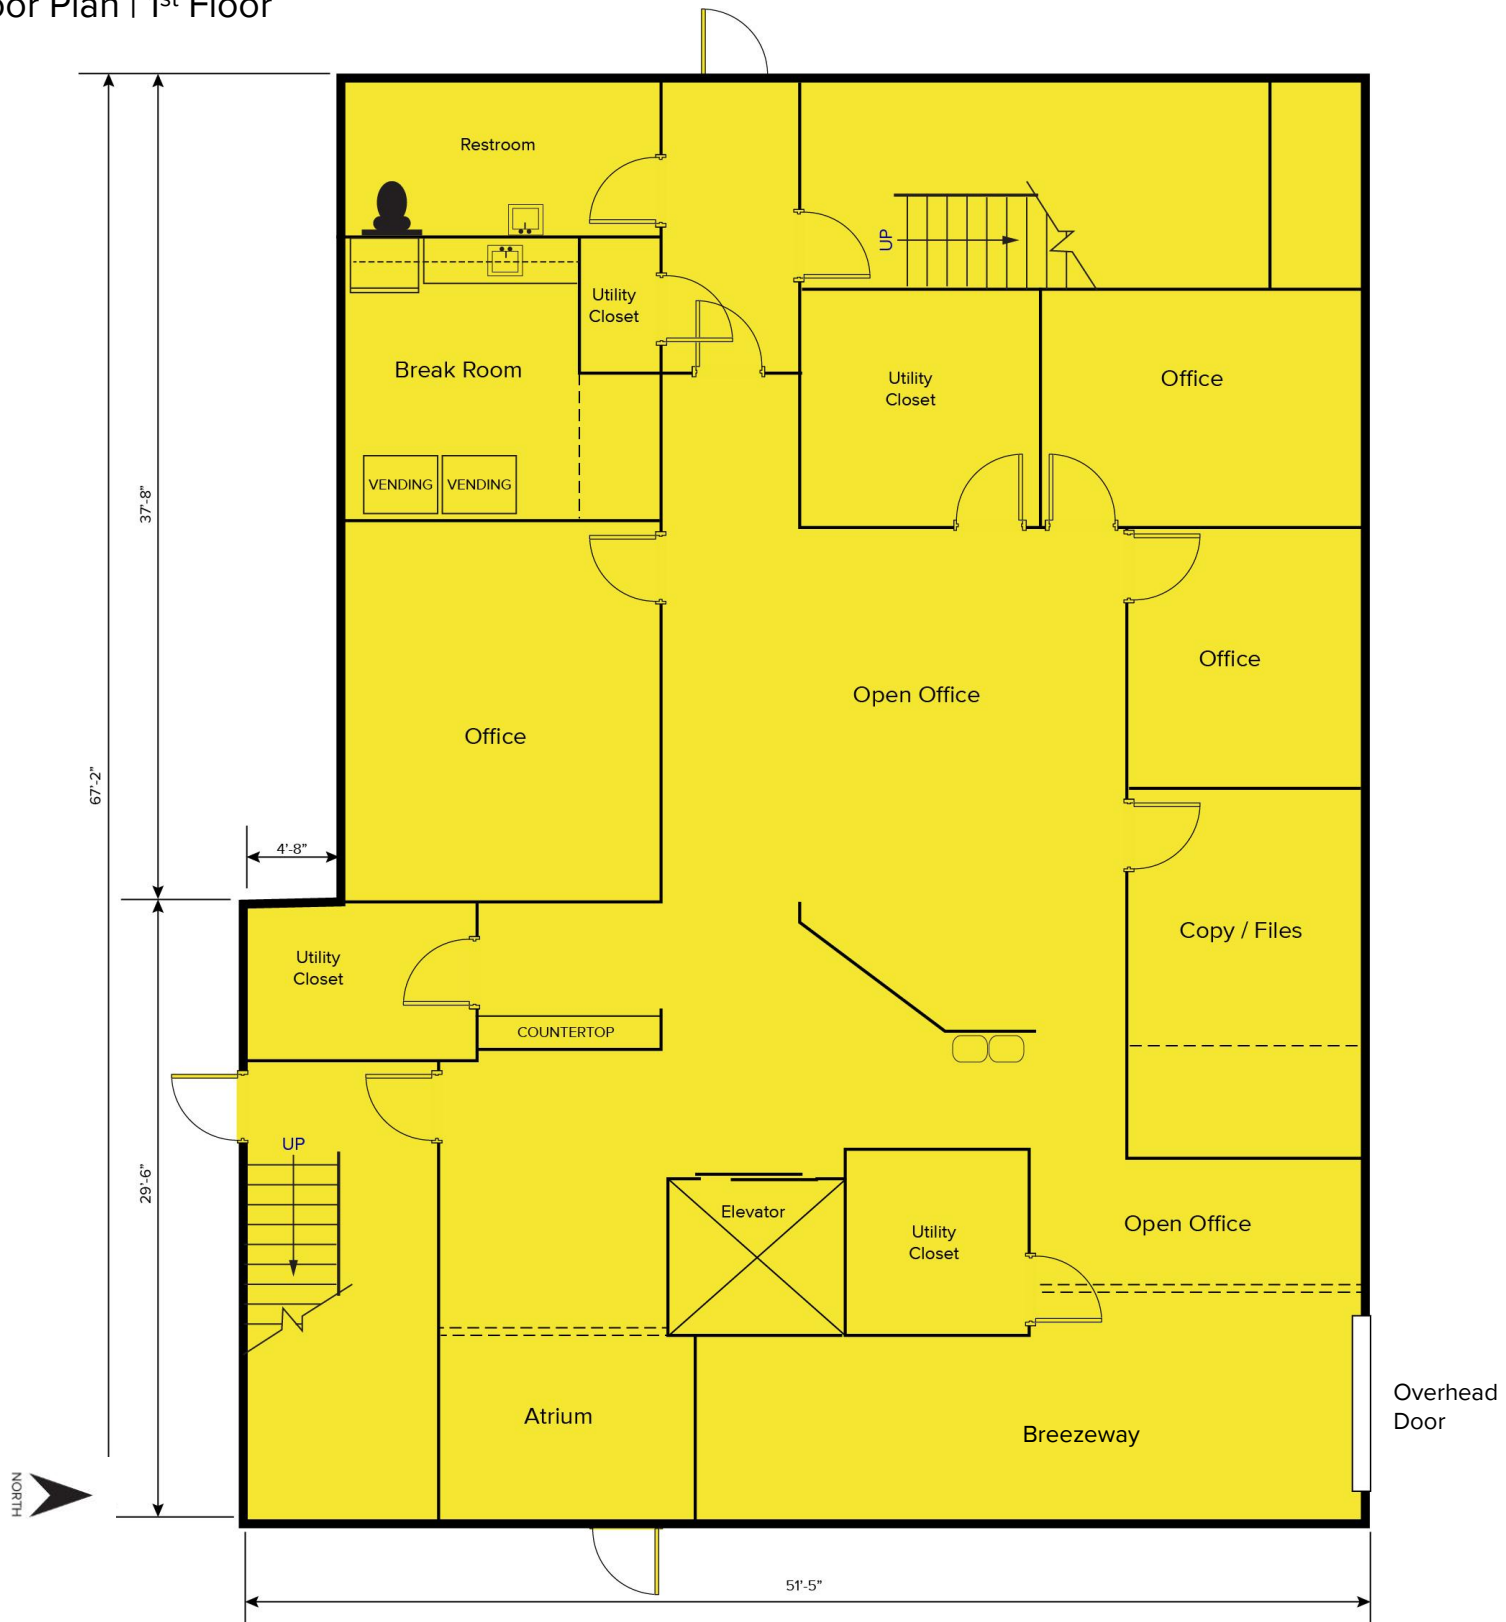 Plan | 1st Floor
Restroom
UP
Utility
Closet
Break Room
Utility
Closet
Office
VENDING
VENDING
37'-8"
Office
Open Office
Office
67'-2"
4'-8"
Copy / Files
Utility
Closet
COUNTERTOP
UP
29'-6"
Elevator
Utility
Closet
Open Office
Overhead
Door
Atrium
Breezeway
NORTH
51'-5"